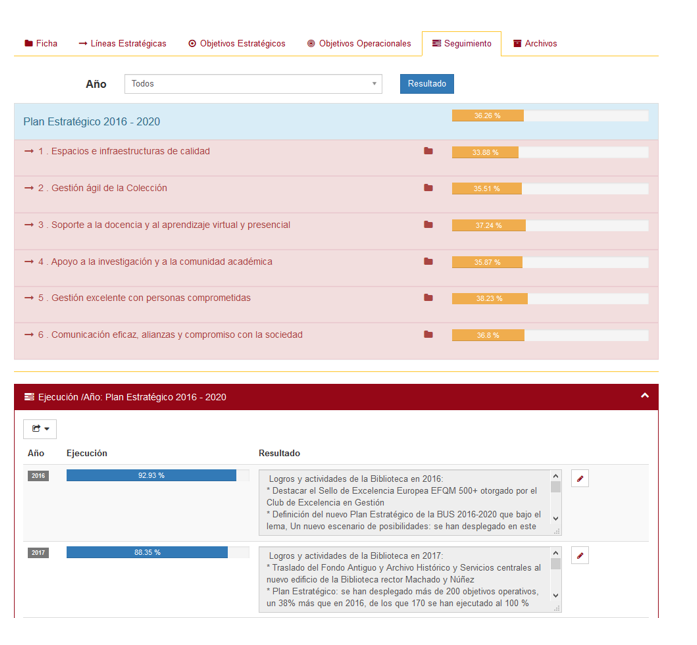 Ficha Líneas Estratégicas Objetivos Estratégicos Objetivos Operacionales Seguimiento Archivos
Año Todos Resultado
Plan Estratégico 2016 - 2020 36.26 %
1 . Espacios e infraestructuras de calidad 33.88 %
2 . Gestión ágil de la Colección 35.51 %
3 . Soporte a la docencia y al aprendizaje virtual y presencial 37.24 %
4 . Apoyo a la investigación y a la comunidad académica 35.87 %
5 . Gestión excelente con personas comprometidas 38.23 %
6 . Comunicación eficaz, alianzas y compromiso con la sociedad 36.8 %
Ejecución /Año: Plan Estratégico 2016 - 2020
Año Ejecución Resultado
2016 92.93 % Logros y actividades de la Biblioteca en 2016:
* Destacar el Sello de Excelencia Europea EFQM 500+ otorgado por el
Club de Excelencia en Gestión
* Definición del nuevo Plan Estratégico de la BUS 2016-2020 que bajo el
lema, Un nuevo escenario de posibilidades: se han desplegado en este
2017 88.35 % Logros y actividades de la Biblioteca en 2017:
* Traslado del Fondo Antiguo y Archivo Histórico y Servicios centrales al
nuevo edificio de la Biblioteca rector Machado y Núñez
* Plan Estratégico: se han desplegado más de 200 objetivos operativos,
un 38% más que en 2016, de los que 170 se han ejecutado al 100 %